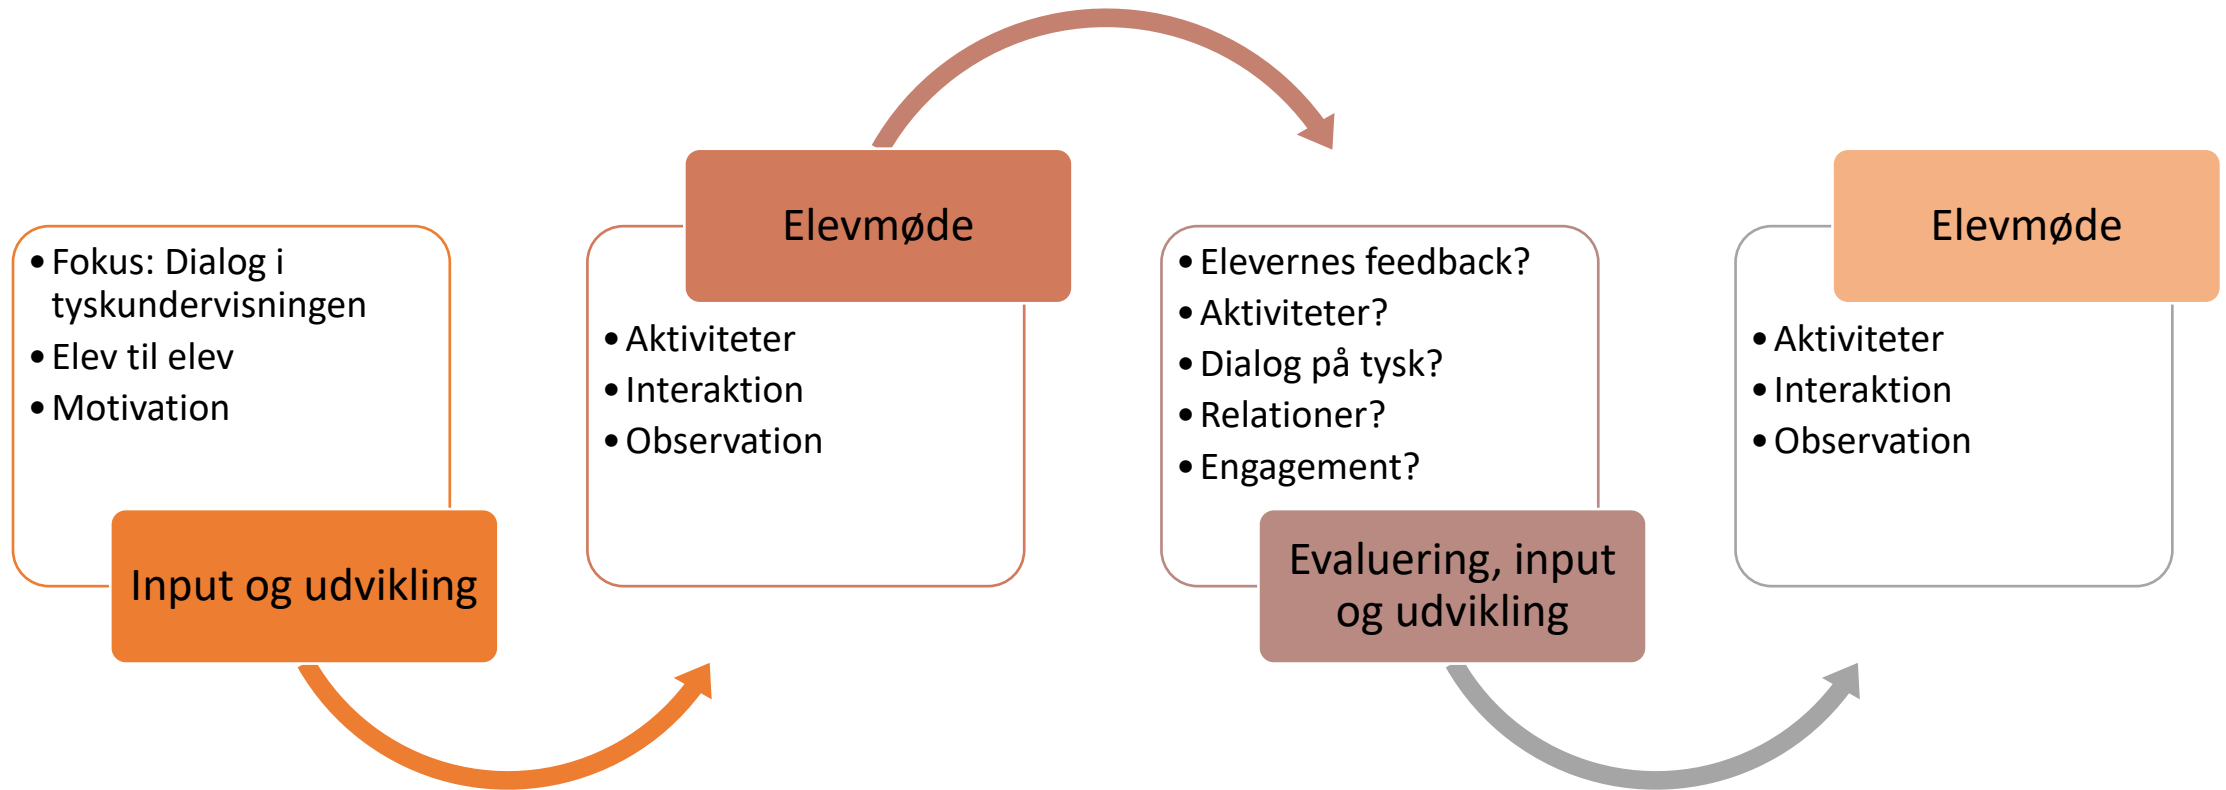 • Fokus: Dialog i
tyskundervisningen
• Elev til elev
• Motivation
Input og udvikling
Elevmøde
• Aktiviteter
• Interaktion
• Observation
• Elevernes feedback?
• Aktiviteter?
• Dialog på tysk?
• Relationer?
• Engagement?
Evaluering, input
og udvikling
Elevmøde
• Aktiviteter
• Interaktion
• Observation